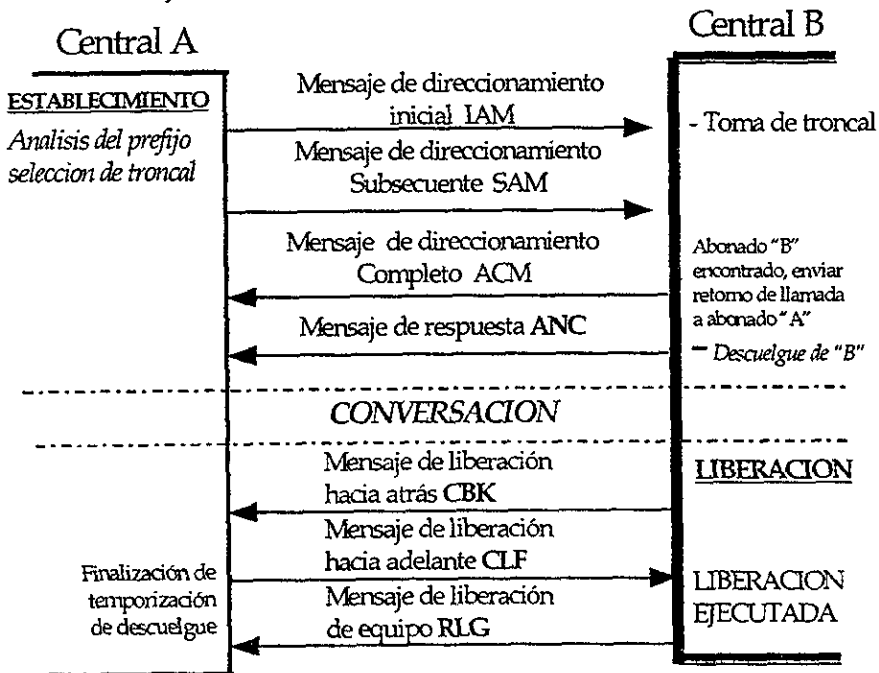 Central A
Central B
ESTABLECIMIENTO
Analisis del prefijo
seleccion de troncal
Mensaje de direccionamiento
inicial IAM
- Toma de troncal
Mensaje de direccionamiento
Subsecuente SAM
Mensaje de direccionamiento
Completo ACM
Abonado "B"
encontrado, enviar
retorno de llamada
a abonado "A"
Mensaje de respuesta ANC
- Descuelgue de "B"
CONVERSACION
Mensaje de liberación
hacia atrás CBK
LIBERACION
Mensaje de liberación
hacia adelante CLF
Finalización de
temporización
de descuelgue
LIBERACION
EJECUTADA
Mensaje de liberación
de equipo RLG